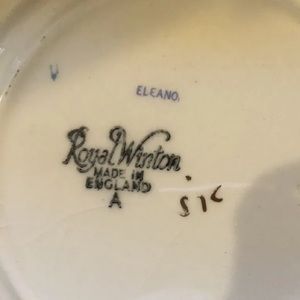 ELEANO
Royal Winton
MADE IN
ENGLAND
A